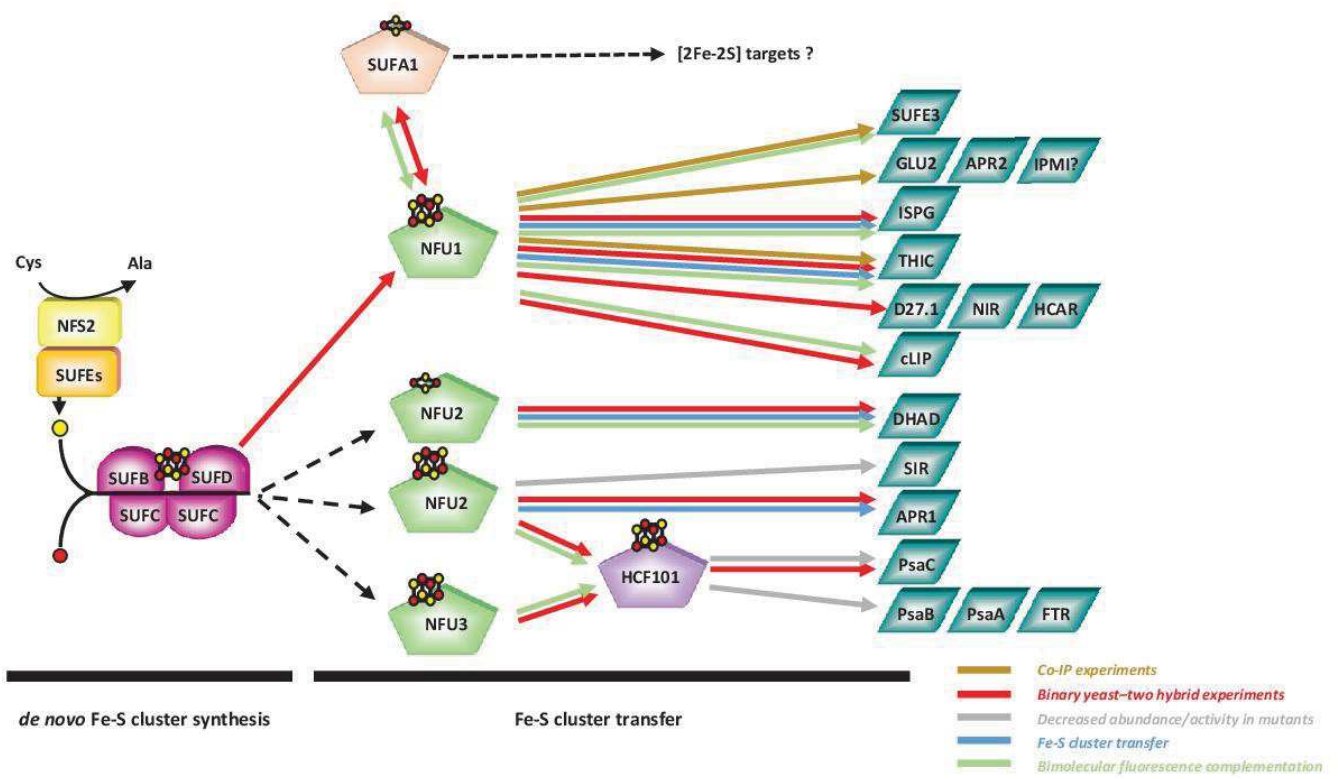 SUFA1
[2Fe-2S] targets ?
SUFE3
GLU2 APR2 IPMI?
NFU1
ISPG
THIC
Cys Ala
NFS2
D27.1 NIR HCAR
cLIP
SUFEs
NFU2
DHAD
SUFB SUFD
SIR
NFU2
SUFC SUFC
APR1
HCF101
PsaC
NFU3
PsaB PsaA FTR
de novo Fe-S cluster synthesis
Fe-S cluster transfer
Co-IP experiments
Binary yeast–two hybrid experiments
Decreased abundance/activity in mutants
Fe-S cluster transfer
Bimolecular fluorescence complementation